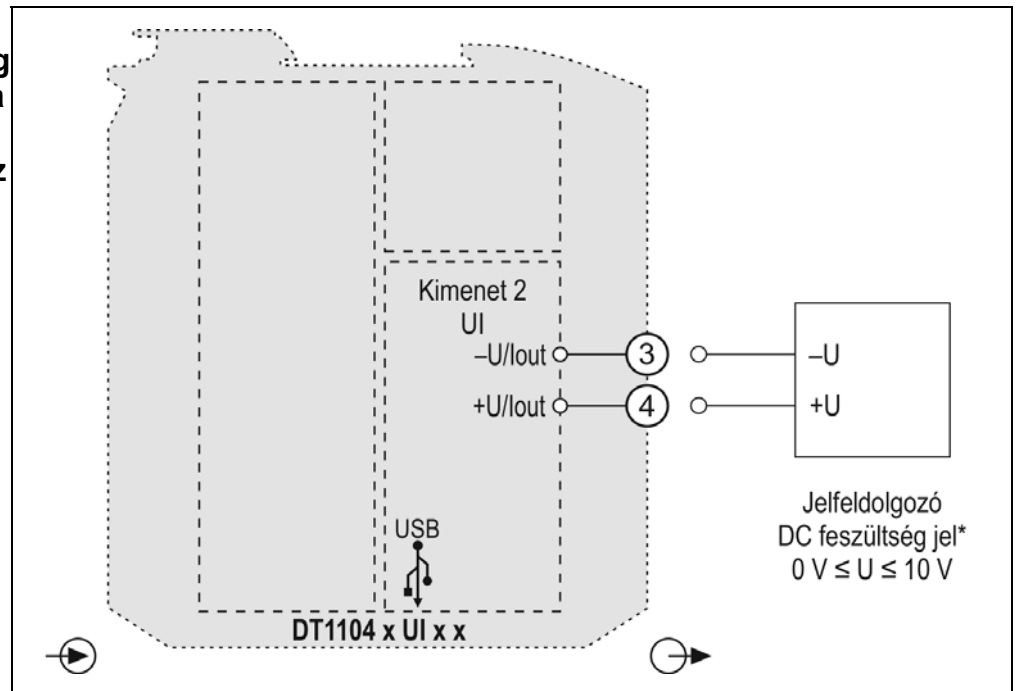 g
z
Kimenet 2
UI
–U/Iout
3
–U
+U/Iout
4
+U
Jelfeldolgozó
DC feszültség jel*
0 V ≤ U ≤ 10 V
USB
DT1104 x UI x x